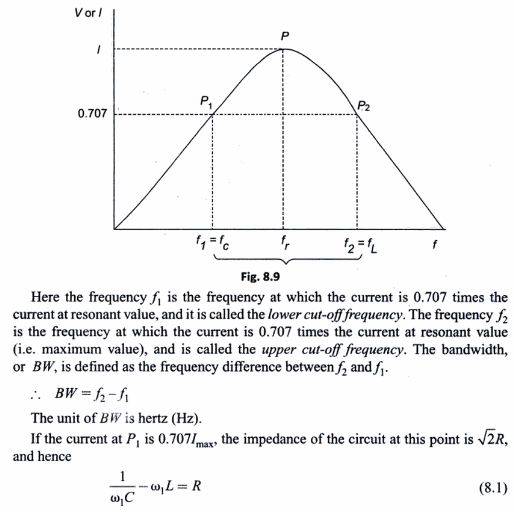 V or I
P
I
P₁
P₂
0.707
f₁ = f_c
f_r
f₂ = f_L
f
Fig. 8.9
Here the frequency f₁ is the frequency at which the current is 0.707 times the
current at resonant value, and it is called the lower cut-off frequency. The frequency f₂
is the frequency at which the current is 0.707 times the current at resonant value
(i.e. maximum value), and is called the upper cut-off frequency. The bandwidth,
or BW, is defined as the frequency difference between f₂ and f₁.
∴ BW = f₂ – f₁
The unit of BW is hertz (Hz).
If the current at P₁ is 0.707I_max, the impedance of the circuit at this point is √2R,
and hence
1/(ω₁C) – ω₁L = R (8.1)